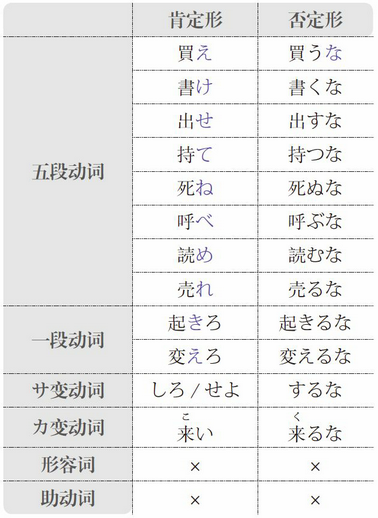 肯定形 否定形
五段动词
買え 買うな
書け 書くな
出せ 出すな
持て 持つな
死ね 死ぬな
呼べ 呼ぶな
読め 読むな
売れ 売るな
一段动词
起きろ 起きるな
変えろ 変えるな
サ变动词 しろ / せよ するな
こ く
カ变动词 来い 来るな
形容词 × ×
助动词 × ×